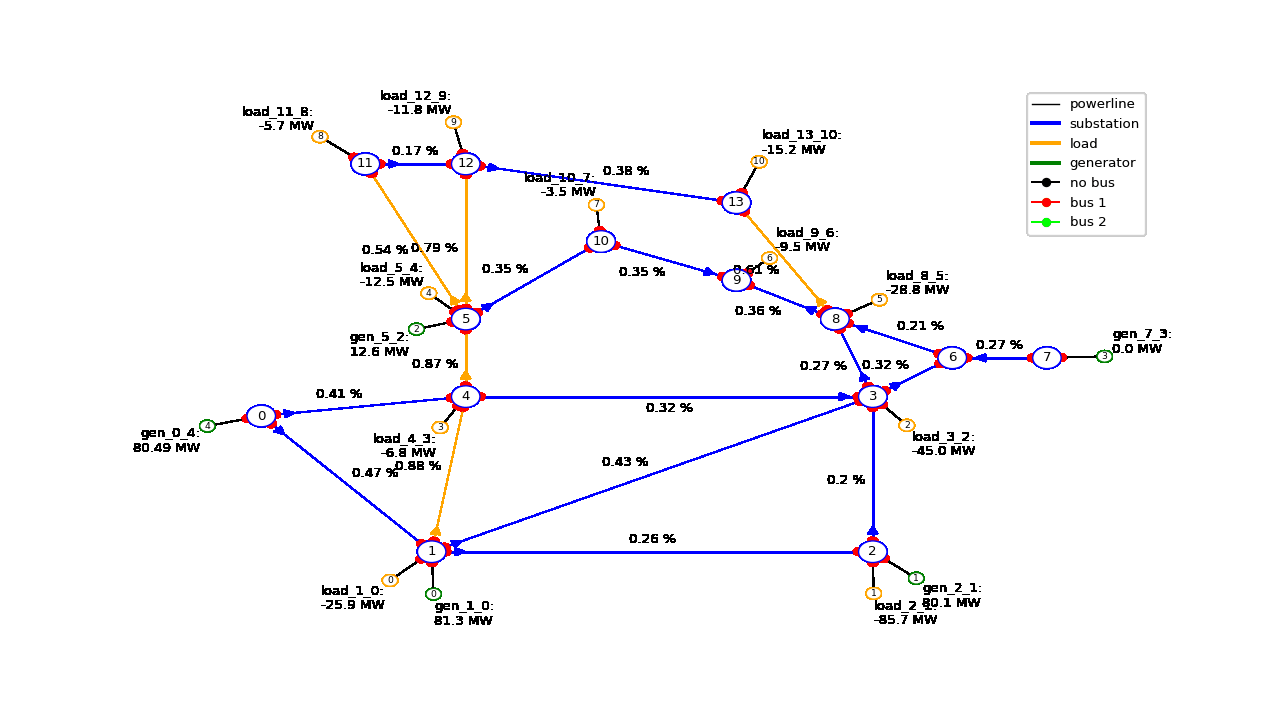 load_12_9:
-11.8 MW
9
load_11_8:
-5.7 MW
8
powerline
substation
load
generator
no bus
bus 1
bus 2
load_13_10:
-15.2 MW
10
11
0.17 %
12
0.38 %
load_10_7:
-3.5 MW
7
13
load_9_6:
-9.5 MW
6
0.54 %
0.79 %
10
0.35 %
0.35 %
0.61 %
9
load_5_4:
-12.5 MW
4
load_8_5:
-28.8 MW
5
0.36 %
5
8
gen_5_2:
12.6 MW
2
0.21 %
gen_7_3:
0.0 MW
3
0.27 %
6
7
0.87 %
0.27 %
0.32 %
0.41 %
4
0.32 %
3
0
gen_0_4:
80.49 MW
4
load_4_3:
-6.8 MW
3
load_3_2:
-45.0 MW
2
0.88 %
0.47 %
0.43 %
0.2 %
1
0.26 %
2
load_1_0:
-25.9 MW
0
gen_1_0:
81.3 MW
0
load_2_1:
-85.7 MW
1
gen_2_1:
80.1 MW
1